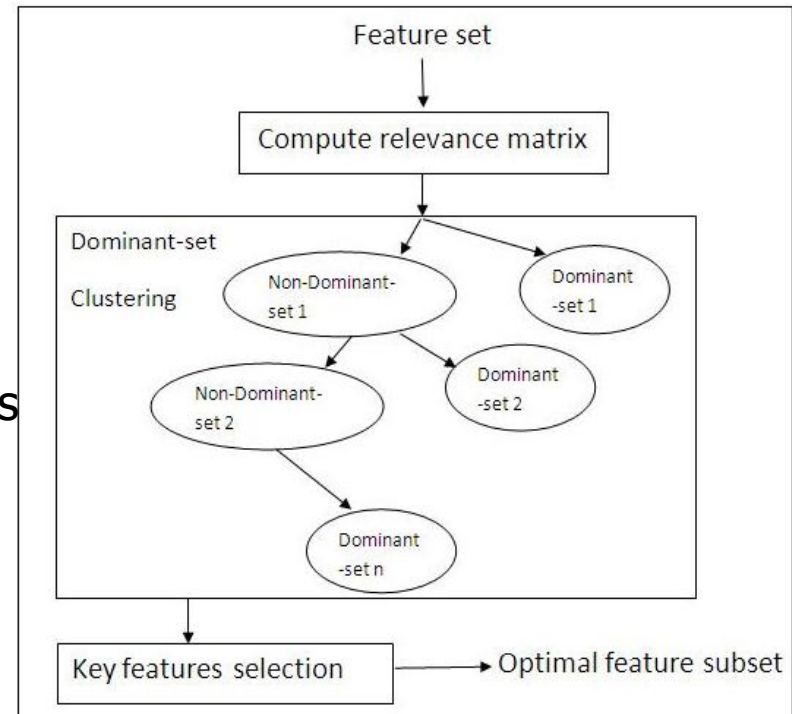 Feature set
Compute relevance matrix
Dominant-set
Clustering
Non-Dominant-
set 1
Dominant
-set 1
Non-Dominant-
set 2
Dominant
-set 2
s
Dominant
-set n
Key features selection
Optimal feature subset